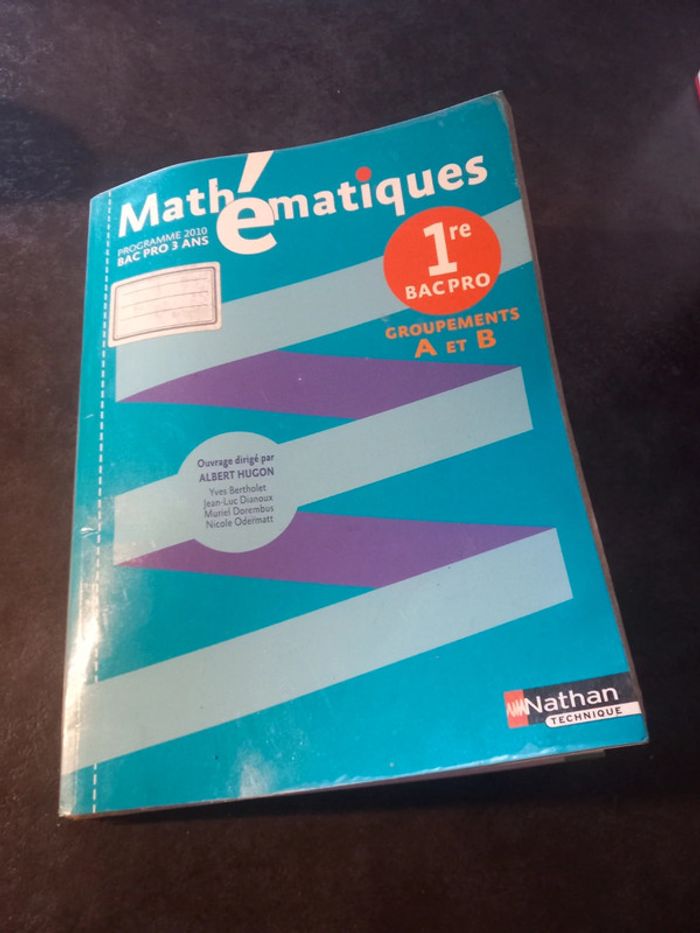 Mathématiques
PROGRAMME 2010
BAC PRO 3 ANS
1re
BAC PRO
GROUPEMENTS
A ET B
Ouvrage dirigé par
ALBERT HUGON
Yves Bertholet
Jean-Luc Dianoux
Muriel Dorembus
Nicole Odermatt
Nathan
TECHNIQUE